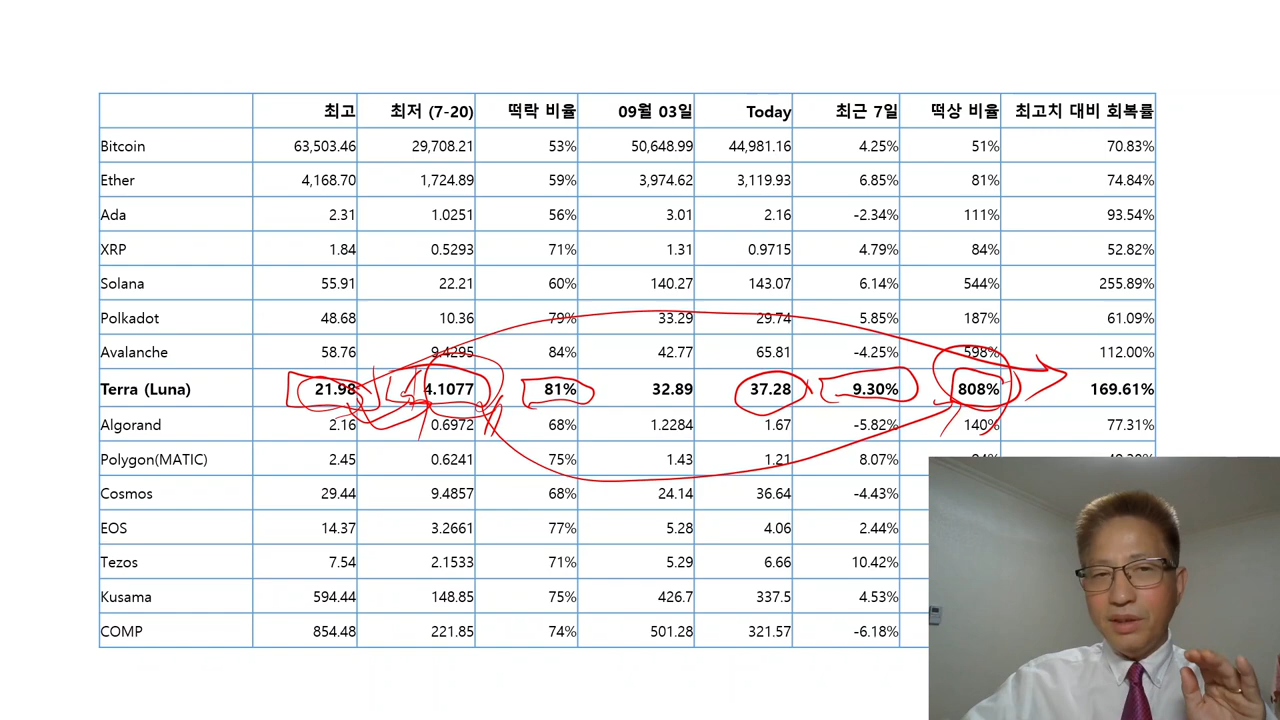 최고 최저 (7-20) 떡락 비율 09월 03일 Today 최근 7일 떡상 비율 최고치 대비 회복률
Bitcoin 63,503.46 29,708.21 53% 50,648.99 44,981.16 4.25% 51% 70.83%
Ether 4,168.70 1,724.89 59% 3,974.62 3,119.93 6.85% 81% 74.84%
Ada 2.31 1.0251 56% 3.01 2.16 -2.34% 111% 93.54%
XRP 1.84 0.5293 71% 1.31 0.9715 4.79% 84% 52.82%
Solana 55.91 22.21 60% 140.27 143.07 6.14% 544% 255.89%
Polkadot 48.68 10.36 79% 33.29 29.74 5.85% 187% 61.09%
Avalanche 58.76 9.4295 84% 42.77 65.81 -4.25% 598% 112.00%
Terra (Luna) 21.98 4.1077 81% 32.89 37.28 9.30% 808% 169.61%
Algorand 2.16 0.6972 68% 1.2284 1.67 -5.82% 140% 77.31%
Polygon(MATIC) 2.45 0.6241 75% 1.43 1.21 8.07%
Cosmos 29.44 9.4857 68% 24.14 36.64 -4.43%
EOS 14.37 3.2661 77% 5.28 4.06 2.44%
Tezos 7.54 2.1533 71% 5.29 6.66 10.42%
Kusama 594.44 148.85 75% 426.7 337.5 4.53%
COMP 854.48 221.85 74% 501.28 321.57 -6.18%